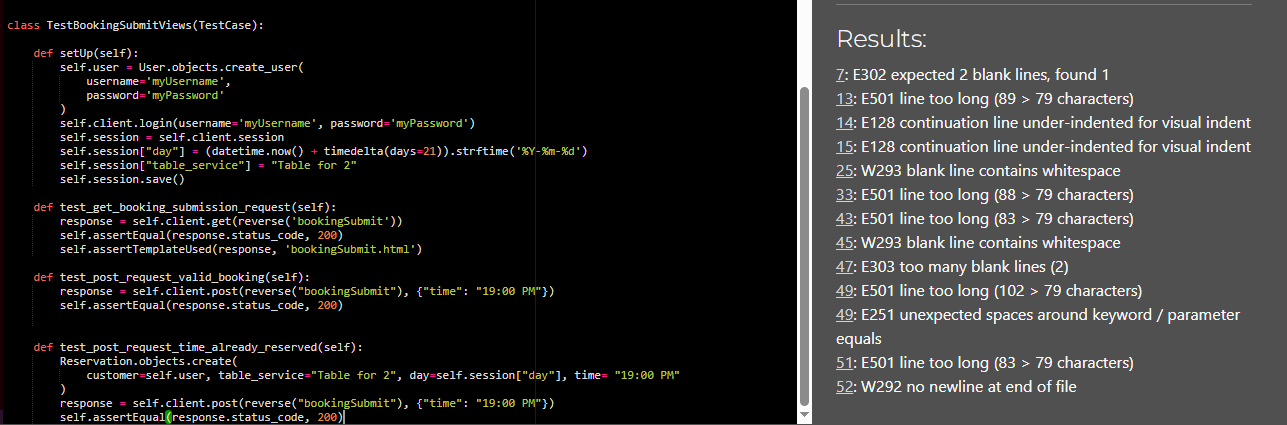 class TestBookingSubmitViews(TestCase):
def setUp(self):
self.user = User.objects.create_user(
username='myUsername',
password='myPassword'
)
self.client.login(username='myUsername', password='myPassword')
self.session = self.client.session
self.session["day"] = (datetime.now() + timedelta(days=21)).strftime('%Y-%m-%d')
self.session["table_service"] = "Table for 2"
self.session.save()
def test_get_booking_submission_request(self):
response = self.client.get(reverse('bookingSubmit'))
self.assertEqual(response.status_code, 200)
self.assertTemplateUsed(response, 'bookingSubmit.html')
def test_post_request_valid_booking(self):
response = self.client.post(reverse("bookingSubmit"), {"time": "19:00 PM"})
self.assertEqual(response.status_code, 200)
def test_post_request_time_already_reserved(self):
Reservation.objects.create(
customer=self.user, table_service="Table for 2", day=self.session["day"], time= "19:00 PM"
)
response = self.client.post(reverse("bookingSubmit"), {"time": "19:00 PM"})
self.assertEqual(response.status_code, 200)
Results:
7: E302 expected 2 blank lines, found 1
13: E501 line too long (89 > 79 characters)
14: E128 continuation line under-indented for visual indent
15: E128 continuation line under-indented for visual indent
25: W293 blank line contains whitespace
33: E501 line too long (88 > 79 characters)
43: E501 line too long (83 > 79 characters)
45: W293 blank line contains whitespace
47: E303 too many blank lines (2)
49: E501 line too long (102 > 79 characters)
49: E251 unexpected spaces around keyword / parameter
equals
51: E501 line too long (83 > 79 characters)
52: W292 no newline at end of file